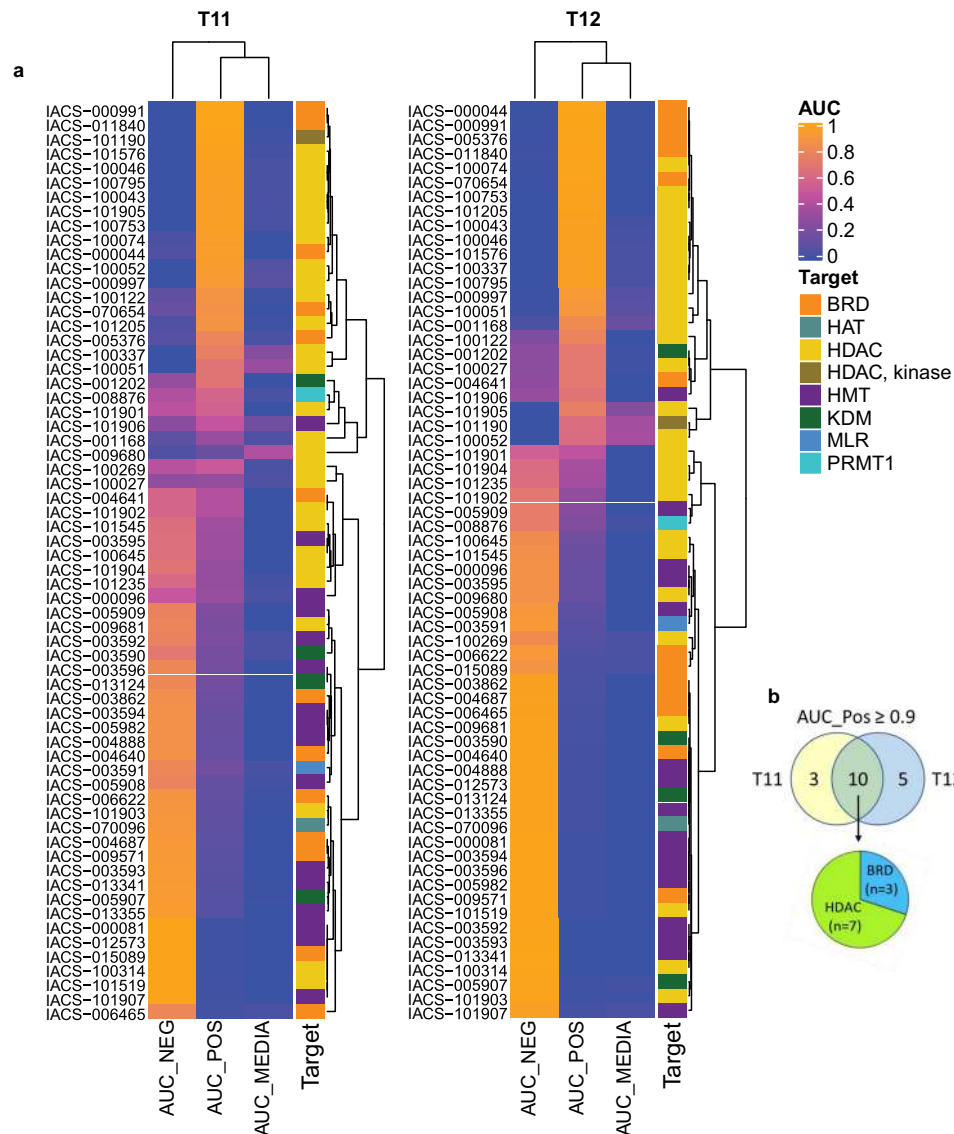 T11
T12
a
IACS-000991
IACS-011840
IACS-101190
IACS-101576
IACS-100046
IACS-100795
IACS-100043
IACS-101905
IACS-100753
IACS-100074
IACS-000044
IACS-100052
IACS-000997
IACS-100122
IACS-070654
IACS-101205
IACS-005376
IACS-100337
IACS-100051
IACS-001202
IACS-008876
IACS-101901
IACS-101906
IACS-001168
IACS-009680
IACS-100269
IACS-100027
IACS-004641
IACS-101902
IACS-101545
IACS-003595
IACS-100645
IACS-101904
IACS-101235
IACS-000096
IACS-005909
IACS-009681
IACS-003592
IACS-003590
IACS-003596
IACS-013124
IACS-003862
IACS-003594
IACS-005982
IACS-004888
IACS-004640
IACS-003591
IACS-005908
IACS-006622
IACS-101903
IACS-070096
IACS-004687
IACS-009571
IACS-003593
IACS-013341
IACS-005907
IACS-013355
IACS-000081
IACS-012573
IACS-015089
IACS-100314
IACS-101519
IACS-101907
IACS-006465
AUC_NEG
AUC_POS
AUC_MEDIA
Target
IACS-000044
IACS-000991
IACS-005376
IACS-011840
IACS-100074
IACS-070654
IACS-100753
IACS-101205
IACS-100043
IACS-100046
IACS-101576
IACS-100337
IACS-100795
IACS-000997
IACS-100051
IACS-001168
IACS-100122
IACS-001202
IACS-100027
IACS-004641
IACS-101906
IACS-101905
IACS-101190
IACS-100052
IACS-101901
IACS-101904
IACS-101235
IACS-101902
IACS-005909
IACS-008876
IACS-100645
IACS-101545
IACS-000096
IACS-003595
IACS-009680
IACS-005908
IACS-003591
IACS-100269
IACS-006622
IACS-015089
IACS-003862
IACS-004687
IACS-006465
IACS-009681
IACS-003590
IACS-004640
IACS-004888
IACS-012573
IACS-013124
IACS-013355
IACS-070096
IACS-000081
IACS-003594
IACS-003596
IACS-005982
IACS-009571
IACS-101519
IACS-003592
IACS-003593
IACS-013341
IACS-100314
IACS-005907
IACS-101903
IACS-101907
AUC_NEG
AUC_POS
AUC_MEDIA
Target
AUC
1
0.8
0.6
0.4
0.2
0
Target
BRD
HAT
HDAC
HDAC, kinase
HMT
KDM
MLR
PRMT1
b
AUC_Pos ≥ 0.9
T11 3 10 5 T1
BRD
(n=3)
HDAC
(n=7)